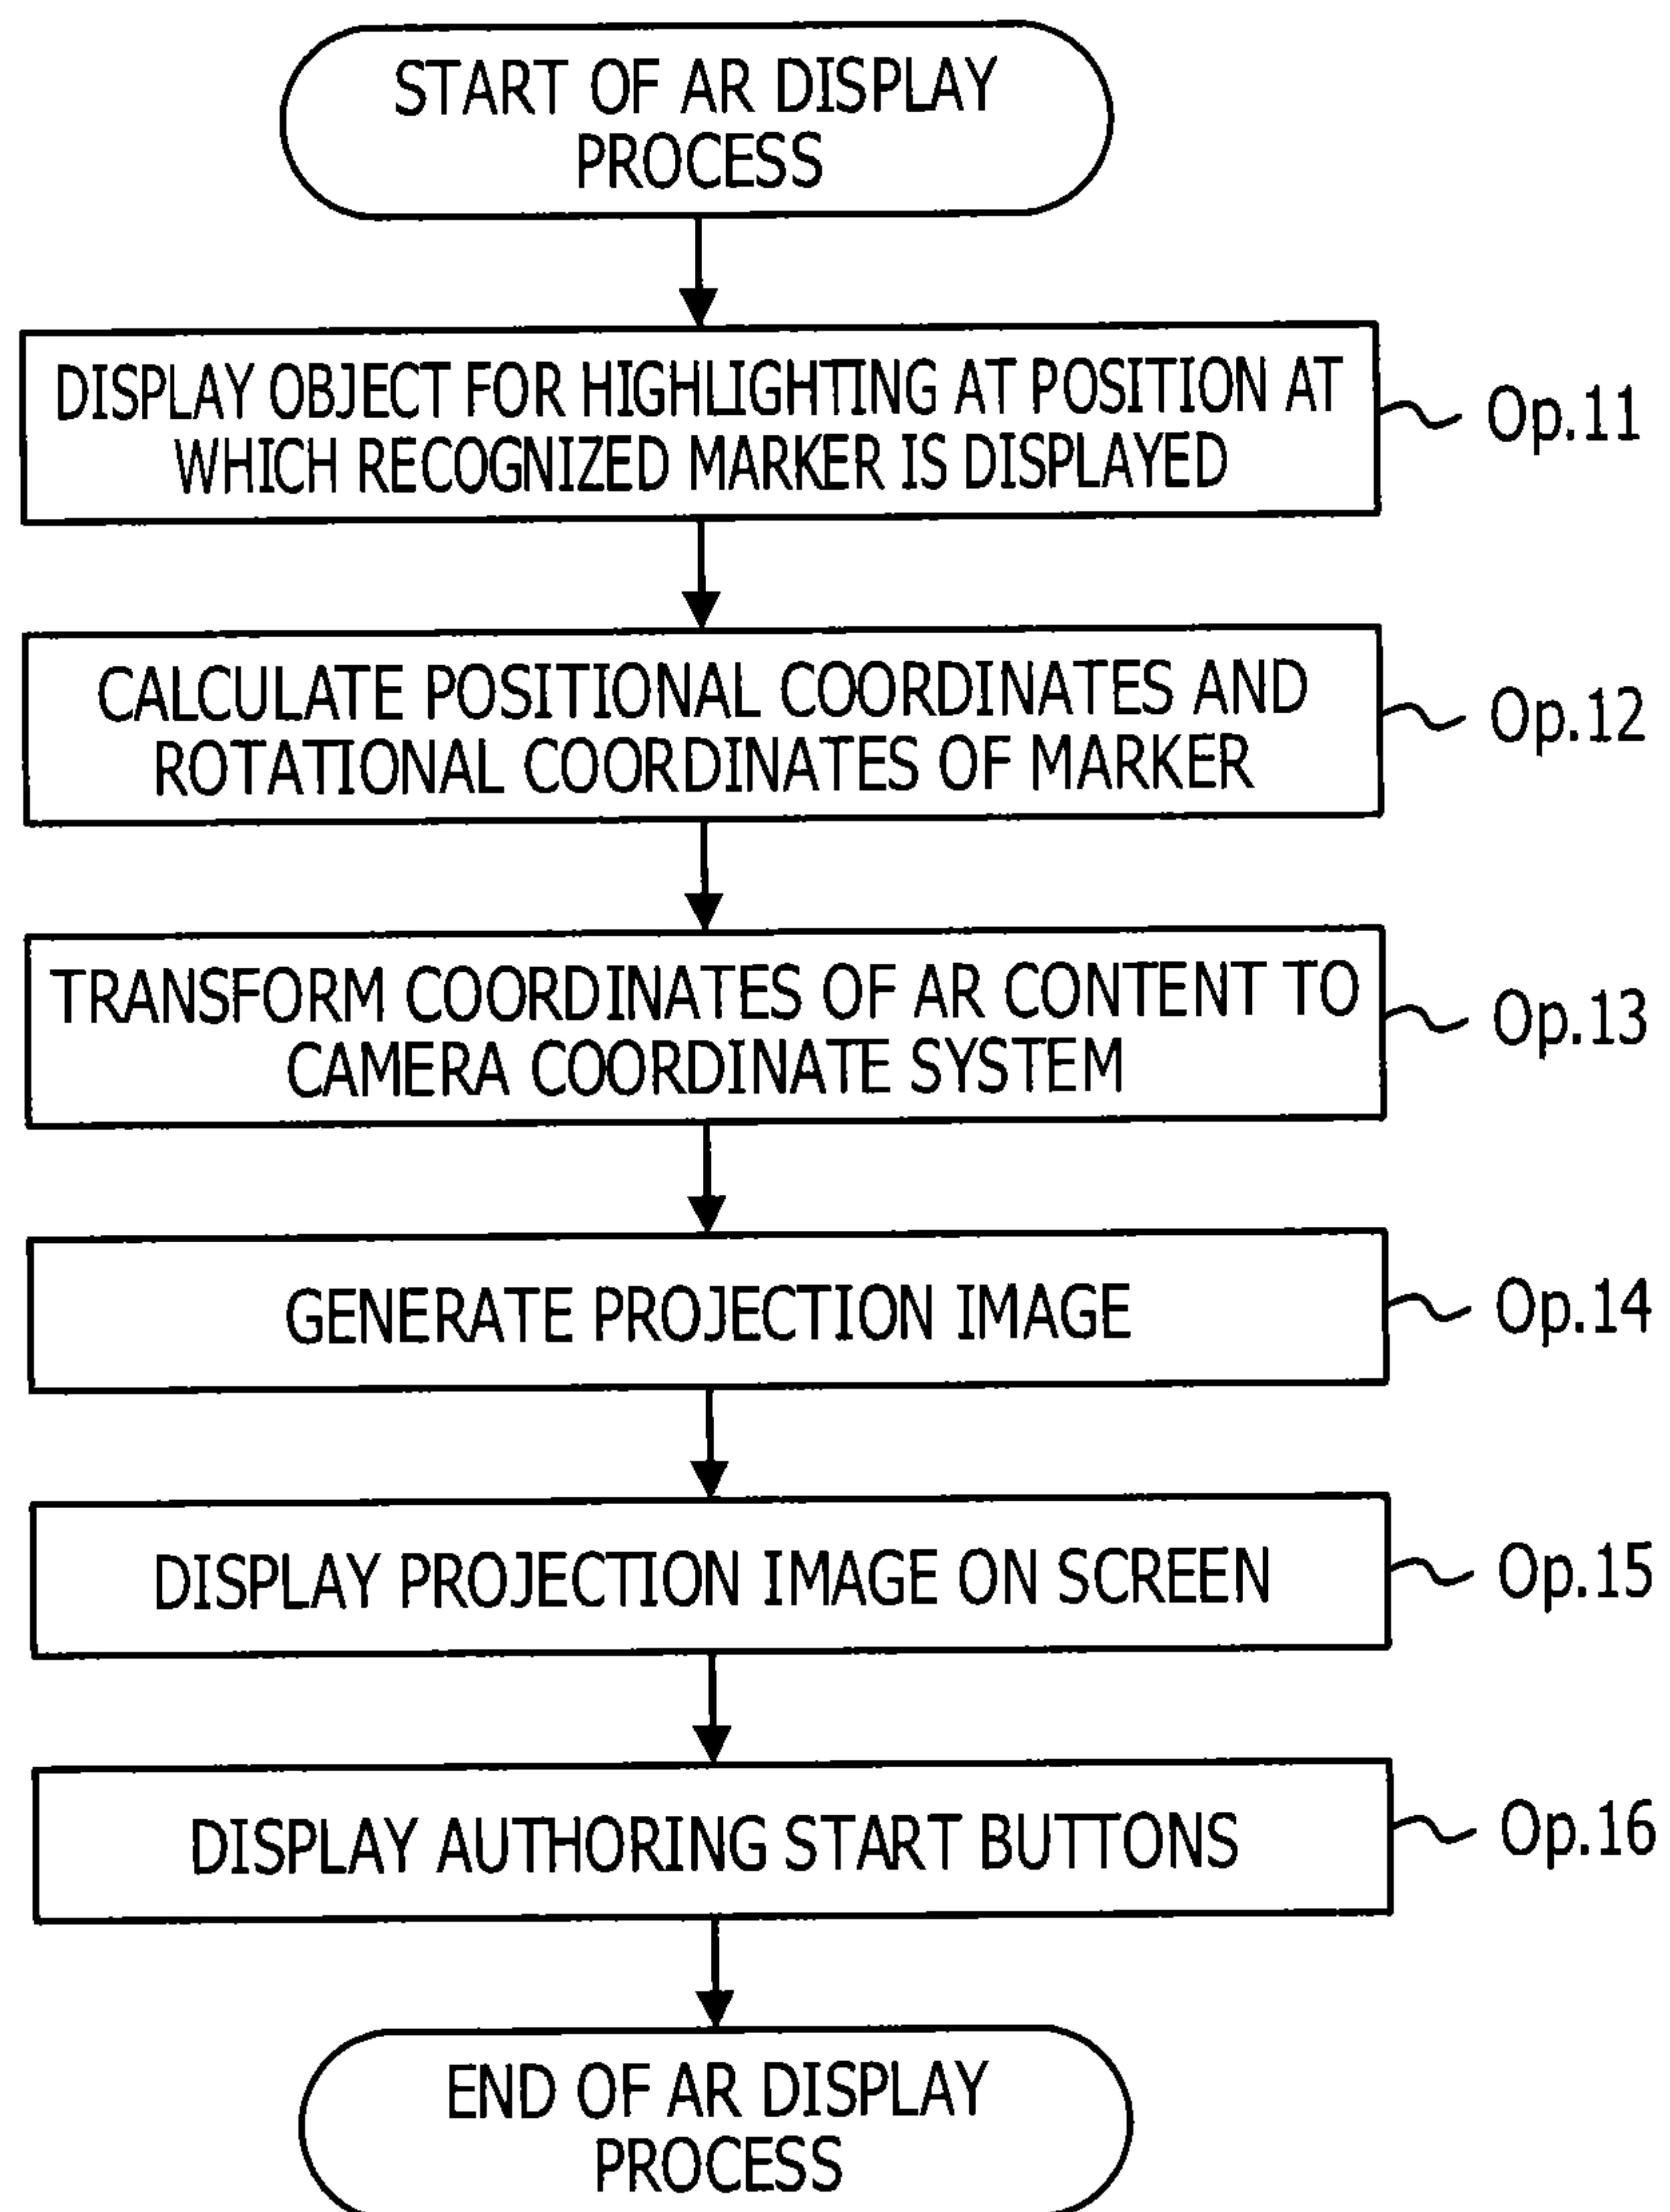 START OF AR DISPLAY
PROCESS
DISPLAY OBJECT FOR HIGHLIGHTING AT POSITION AT
WHICH RECOGNIZED MARKER IS DISPLAYED
Op.11
CALCULATE POSITIONAL COORDINATES AND
ROTATIONAL COORDINATES OF MARKER
Op.12
TRANSFORM COORDINATES OF AR CONTENT TO
CAMERA COORDINATE SYSTEM
Op.13
GENERATE PROJECTION IMAGE
Op.14
DISPLAY PROJECTION IMAGE ON SCREEN
Op.15
DISPLAY AUTHORING START BUTTONS
Op.16
END OF AR DISPLAY
PROCESS